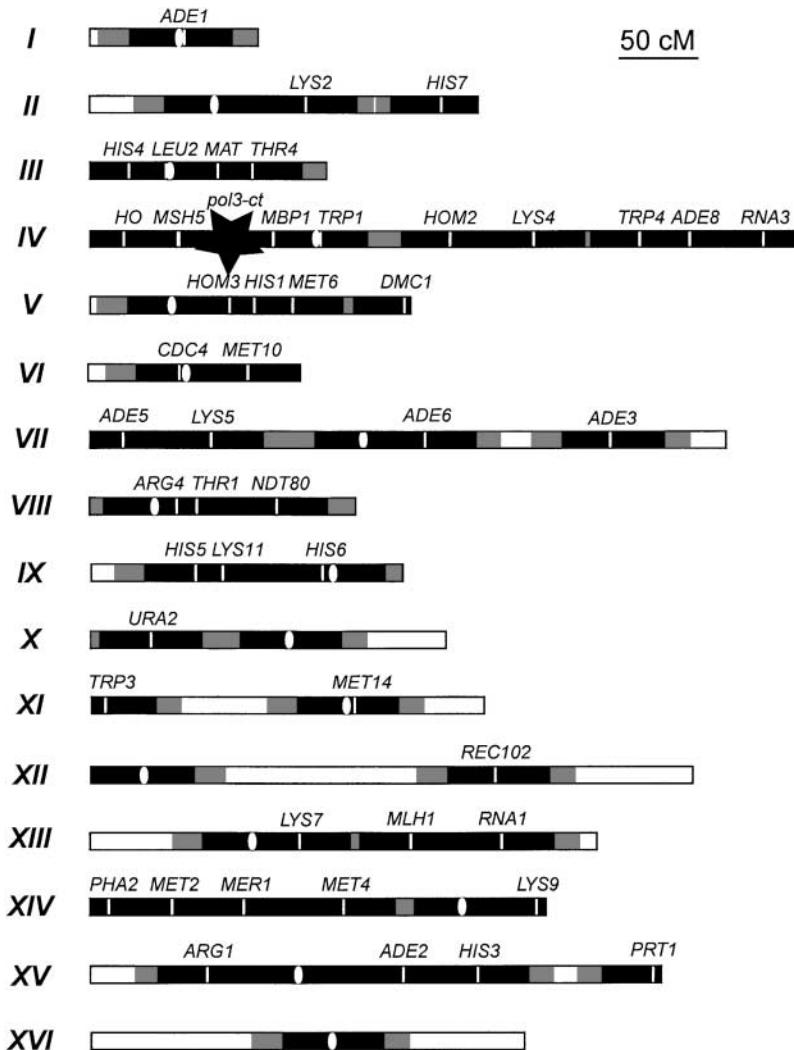 ADE1
I
50 cM
LYS2 HIS7
II
HIS4 LEU2 MAT THR4
III
pol3-ct
HO MSH5 MBP1 TRP1 HOM2 LYS4 TRP4 ADE8 RNA3
IV
HOM3 HIS1 MET6 DMC1
V
CDC4 MET10
VI
ADE5 LYS5 ADE6 ADE3
VII
ARG4 THR1 NDT80
VIII
HIS5 LYS11 HIS6
IX
URA2
X
TRP3 MET14
XI
REC102
XII
LYS7 MLH1 RNA1
XIII
PHA2 MET2 MER1 MET4 LYS9
XIV
ARG1 ADE2 HIS3 PRT1
XV
XVI